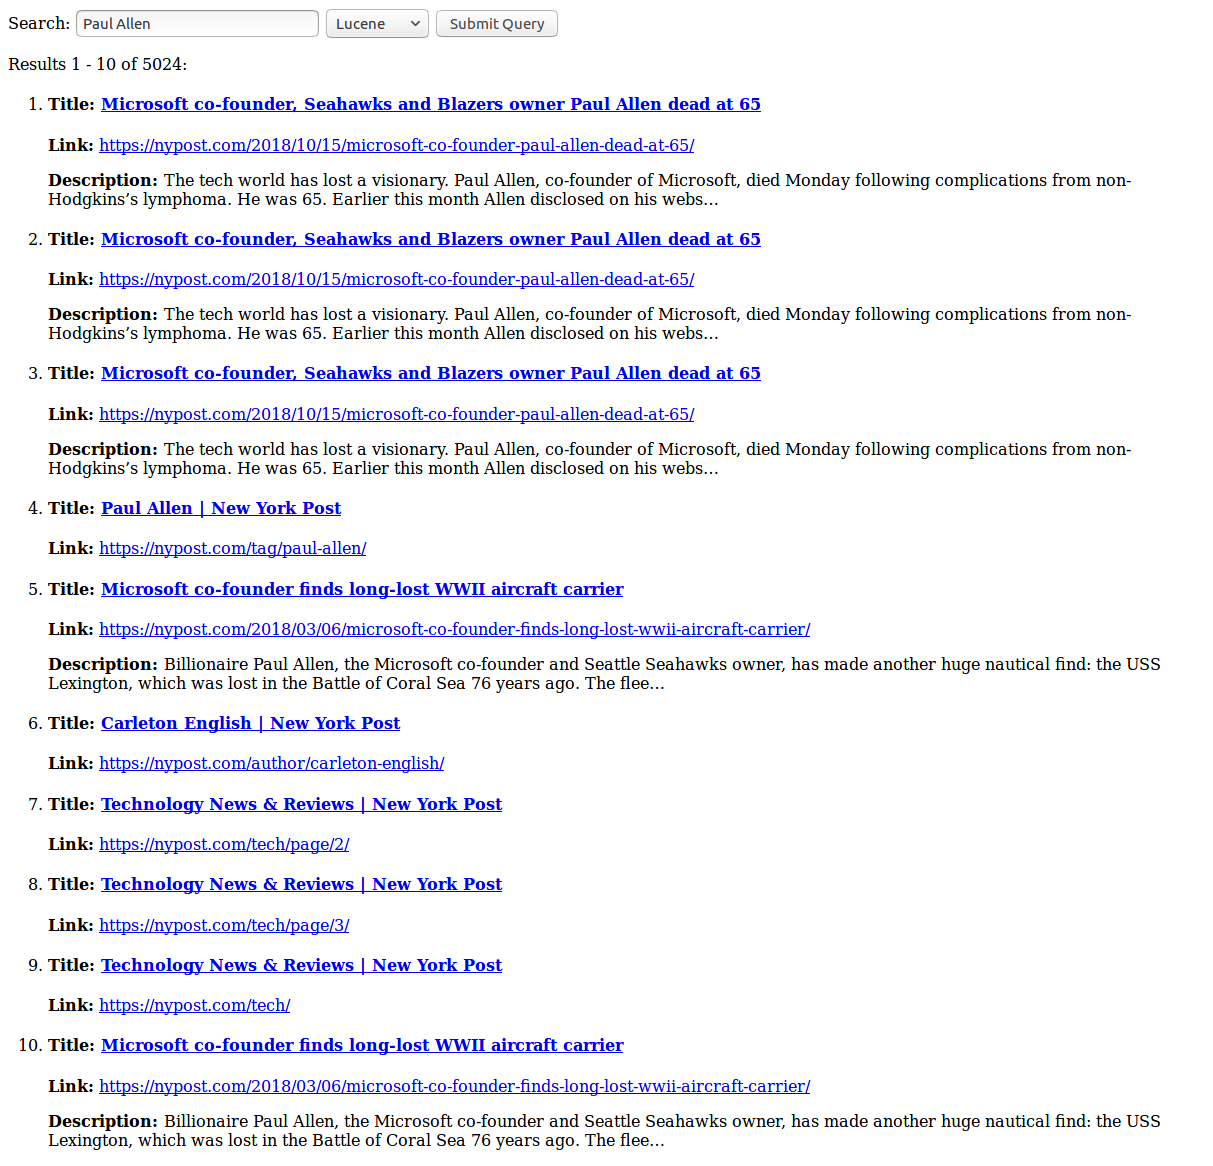 Search: Paul Allen Lucene Submit Query
Results 1 - 10 of 5024:
1. Title: Microsoft co-founder, Seahawks and Blazers owner Paul Allen dead at 65
Link: https://nypost.com/2018/10/15/microsoft-co-founder-paul-allen-dead-at-65/
Description: The tech world has lost a visionary. Paul Allen, co-founder of Microsoft, died Monday following complications from non-
Hodgkins’s lymphoma. He was 65. Earlier this month Allen disclosed on his webs…
2. Title: Microsoft co-founder, Seahawks and Blazers owner Paul Allen dead at 65
Link: https://nypost.com/2018/10/15/microsoft-co-founder-paul-allen-dead-at-65/
Description: The tech world has lost a visionary. Paul Allen, co-founder of Microsoft, died Monday following complications from non-
Hodgkins’s lymphoma. He was 65. Earlier this month Allen disclosed on his webs…
3. Title: Microsoft co-founder, Seahawks and Blazers owner Paul Allen dead at 65
Link: https://nypost.com/2018/10/15/microsoft-co-founder-paul-allen-dead-at-65/
Description: The tech world has lost a visionary. Paul Allen, co-founder of Microsoft, died Monday following complications from non-
Hodgkins’s lymphoma. He was 65. Earlier this month Allen disclosed on his webs…
4. Title: Paul Allen | New York Post
Link: https://nypost.com/tag/paul-allen/
5. Title: Microsoft co-founder finds long-lost WWII aircraft carrier
Link: https://nypost.com/2018/03/06/microsoft-co-founder-finds-long-lost-wwii-aircraft-carrier/
Description: Billionaire Paul Allen, the Microsoft co-founder and Seattle Seahawks owner, has made another huge nautical find: the USS
Lexington, which was lost in the Battle of Coral Sea 76 years ago. The flee…
6. Title: Carleton English | New York Post
Link: https://nypost.com/author/carleton-english/
7. Title: Technology News & Reviews | New York Post
Link: https://nypost.com/tech/page/2/
8. Title: Technology News & Reviews | New York Post
Link: https://nypost.com/tech/page/3/
9. Title: Technology News & Reviews | New York Post
Link: https://nypost.com/tech/
10. Title: Microsoft co-founder finds long-lost WWII aircraft carrier
Link: https://nypost.com/2018/03/06/microsoft-co-founder-finds-long-lost-wwii-aircraft-carrier/
Description: Billionaire Paul Allen, the Microsoft co-founder and Seattle Seahawks owner, has made another huge nautical find: the USS
Lexington, which was lost in the Battle of Coral Sea 76 years ago. The flee…